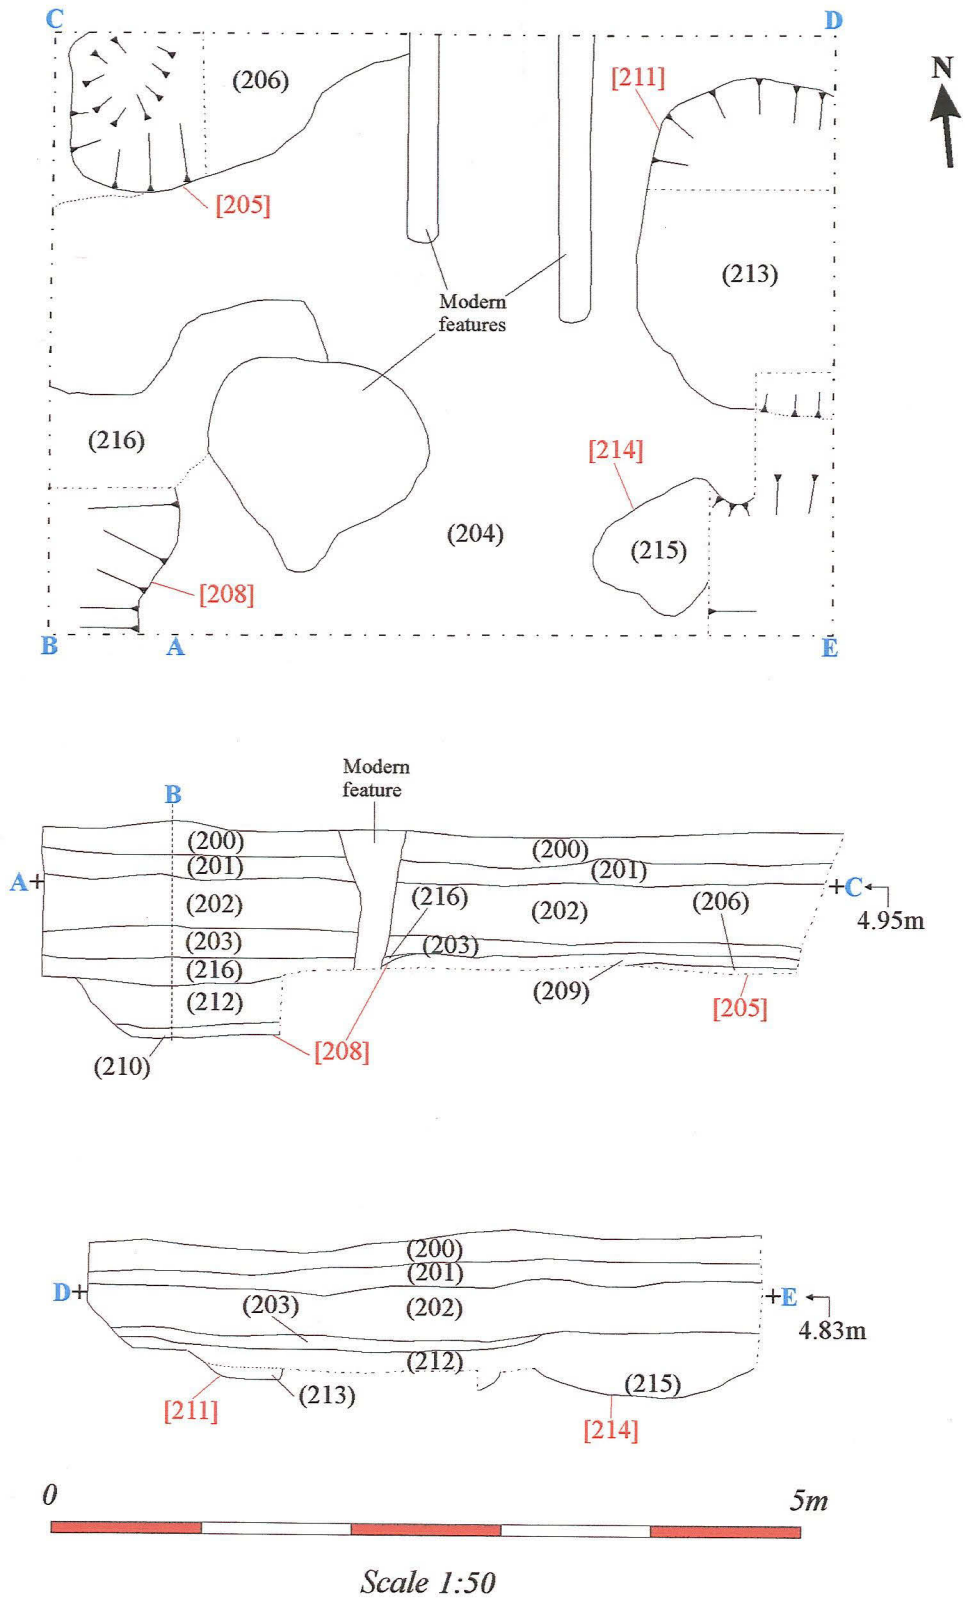 C
D
N
(206)
[211]
[205]
(213)
Modern
features
(216)
[214]
(204)
(215)
[208]
B
A
E
Modern
feature
B
(200)
(200)
(201)
(201)
A
C
(216)
(206)
(202)
(202)
4.95m
(203)
(203)
(216)
(209)
[205]
(212)
[208]
(210)
(200)
(201)
D
(203)
(202)
E
4.83m
(212)
(213)
(215)
[211]
[214]
0
5m
Scale 1:50